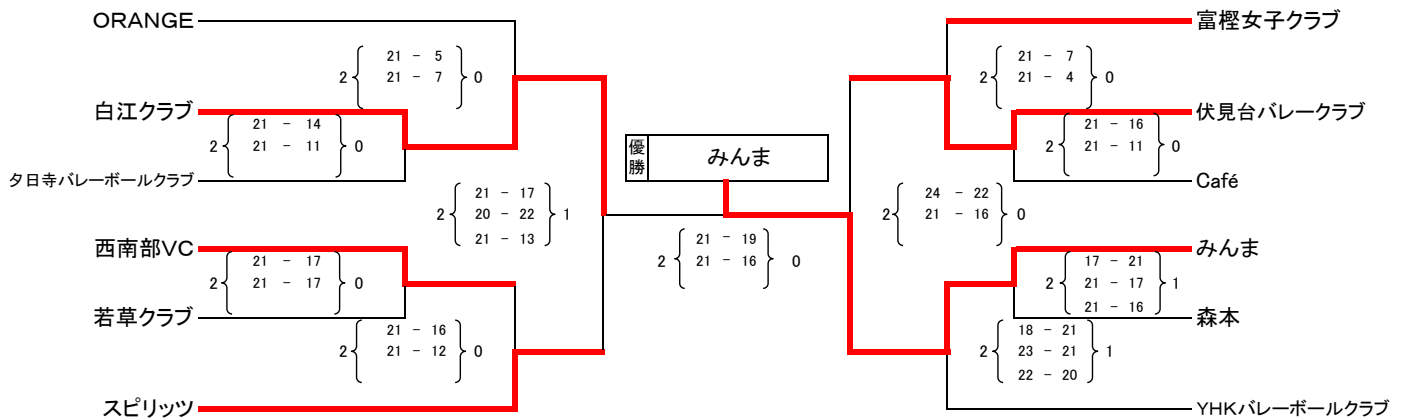 ORANGE
富樫女子クラブ
21 - 5
2 21 - 7 0
21 - 7
2 21 - 4 0
白江クラブ
伏見台バレークラブ
21 - 14
2 21 - 11 0
21 - 16
2 21 - 11 0
優勝 みんま
夕日寺バレーボールクラブ
Café
21 - 17
2 20 - 22 1
21 - 13
24 - 22
2 21 - 16 0
21 - 19
2 21 - 16 0
西南部VC
みんま
21 - 17
2 21 - 17 0
17 - 21
2 21 - 17 1
21 - 16
若草クラブ
森本
21 - 16
2 21 - 12 0
18 - 21
2 23 - 21 1
22 - 20
スピリッツ
YHKバレーボールクラブ